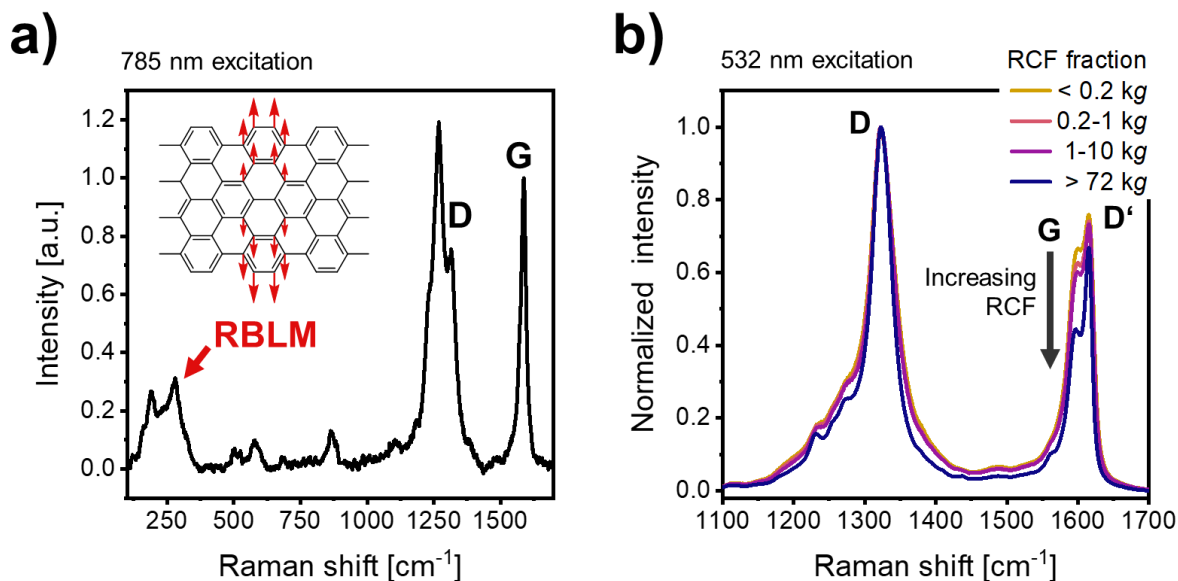 a)
785 nm excitation
Intensity [a.u.]
1.2
1.0
0.8
0.6
0.4
0.2
0.0
D
G
RBLM
250 500 750 1000 1250 1500
Raman shift [cm⁻¹]
b)
532 nm excitation
RCF fraction
< 0.2 kg
0.2-1 kg
1-10 kg
> 72 kg
Normalized intensity
1.0
0.8
0.6
0.4
0.2
0.0
D
G
D‘
Increasing
RCF
1100 1200 1300 1400 1500 1600 1700
Raman shift [cm⁻¹]